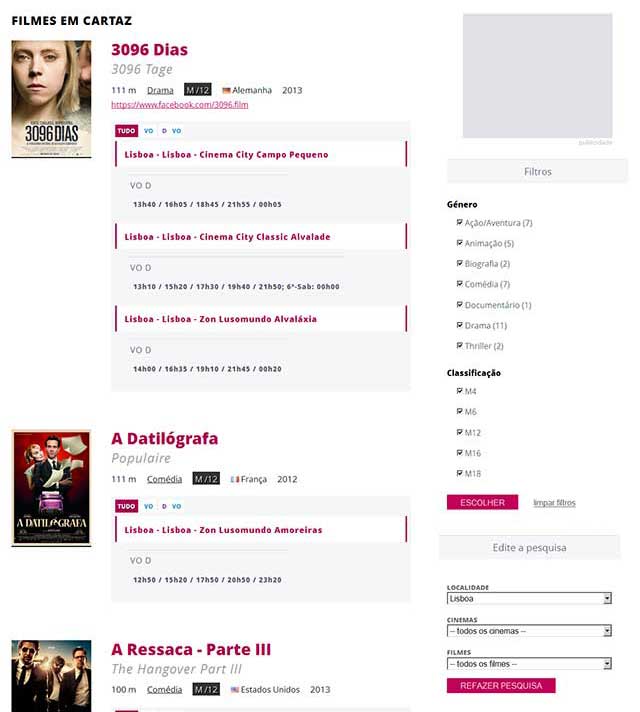 FILMES EM CARTAZ
3096 Dias
3096 Tage
111 m Drama M /12 Alemanha 2013
https://www.facebook.com/3096.film
3096 DIAS
TUDO VO D VO
Lisboa - Lisboa - Cinema City Campo Pequeno
VO D
13h40 / 16h05 / 18h45 / 21h55 / 00h05
Lisboa - Lisboa - Cinema City Classic Alvalade
VO D
13h10 / 15h20 / 17h30 / 19h40 / 21h50; 6ª-Sab: 00h00
Lisboa - Lisboa - Zon Lusomundo Alvaláxia
VO D
14h00 / 16h35 / 19h10 / 21h45 / 00h20
A Datilógrafa
Populaire
111 m Comédia M /12 França 2012
A DATILÓGRAFA
TUDO VO D VO
Lisboa - Lisboa - Zon Lusomundo Amoreiras
VO D
12h50 / 15h20 / 17h50 / 20h50 / 23h20
A Ressaca - Parte III
The Hangover Part III
100 m Comédia M /12 Estados Unidos 2013
publicidade
Filtros
Género
Ação/Aventura (7)
Animação (5)
Biografia (2)
Comédia (7)
Documentário (1)
Drama (11)
Thriller (2)
Classificação
M4
M6
M12
M16
M18
ESCOLHER limpar filtros
Edite a pesquisa
LOCALIDADE
Lisboa
CINEMAS
-- todos os cinemas --
FILMES
-- todos os filmes --
REFAZER PESQUISA